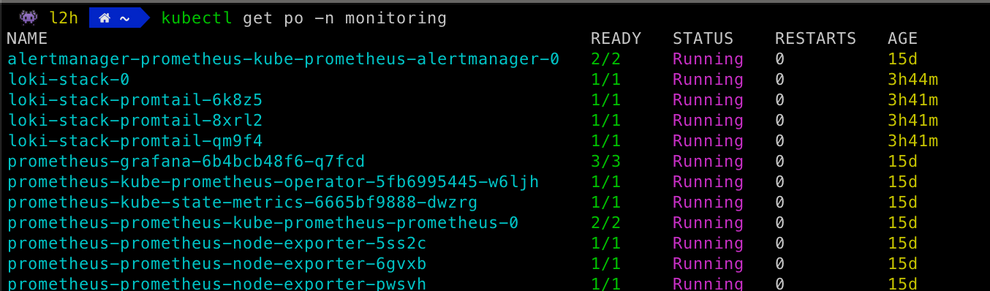 l2h ~ kubectl get po -n monitoring
NAME READY STATUS RESTARTS AGE
alertmanager-prometheus-kube-prometheus-alertmanager-0 2/2 Running 0 15d
loki-stack-0 1/1 Running 0 3h44m
loki-stack-promtail-6k8z5 1/1 Running 0 3h41m
loki-stack-promtail-8xrl2 1/1 Running 0 3h41m
loki-stack-promtail-qm9f4 1/1 Running 0 3h41m
prometheus-grafana-6b4bcb48f6-q7fcd 3/3 Running 0 15d
prometheus-kube-prometheus-operator-5fb6995445-w6ljh 1/1 Running 0 15d
prometheus-kube-state-metrics-6665bf9888-dwzrg 1/1 Running 0 15d
prometheus-prometheus-kube-prometheus-prometheus-0 2/2 Running 0 15d
prometheus-prometheus-node-exporter-5ss2c 1/1 Running 0 15d
prometheus-prometheus-node-exporter-6gvxb 1/1 Running 0 15d
prometheus-prometheus-node-exporter-pwsvh 1/1 Running 0 15d